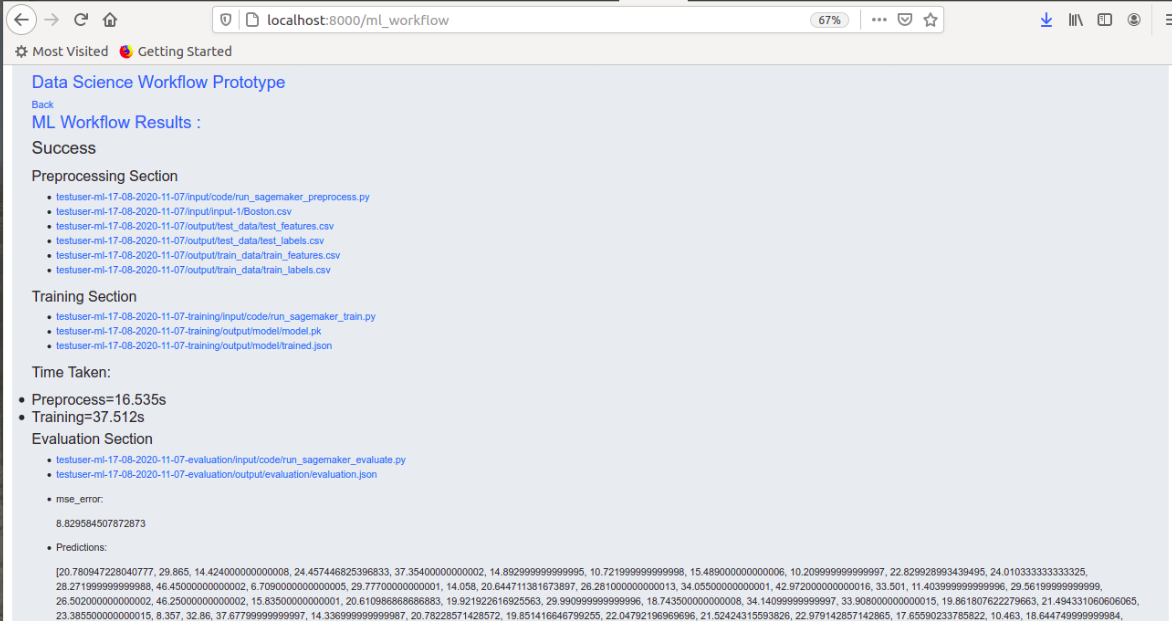 localhost:8000/ml_workflow
67%
Most Visited
Getting Started
Data Science Workflow Prototype
Back
ML Workflow Results :
Success
Preprocessing Section
testuser-ml-17-08-2020-11-07/input/code/run_sagemaker_preprocess.py
testuser-ml-17-08-2020-11-07/input/input-1/Boston.csv
testuser-ml-17-08-2020-11-07/output/test_data/test_features.csv
testuser-ml-17-08-2020-11-07/output/test_data/test_labels.csv
testuser-ml-17-08-2020-11-07/output/train_data/train_features.csv
testuser-ml-17-08-2020-11-07/output/train_data/train_labels.csv
Training Section
testuser-ml-17-08-2020-11-07-training/input/code/run_sagemaker_train.py
testuser-ml-17-08-2020-11-07-training/output/model/model.pk
testuser-ml-17-08-2020-11-07-training/output/model/trained.json
Time Taken:
Preprocess=16.535s
Training=37.512s
Evaluation Section
testuser-ml-17-08-2020-11-07-evaluation/input/code/run_sagemaker_evaluate.py
testuser-ml-17-08-2020-11-07-evaluation/output/evaluation/evaluation.json
mse_error:
8.829584507872873
Predictions:
[20.780947228040777, 29.865, 14.424000000000008, 24.457446825396833, 37.35400000000002, 14.892999999999995, 10.721999999999998, 15.489000000000006, 10.209999999999997, 22.829928993439495, 24.010333333333325,
28.271999999999988, 46.45000000000002, 6.709000000000005, 29.77700000000001, 14.058, 20.644711381673897, 26.281000000000013, 34.05500000000001, 42.972000000000016, 33.501, 11.403999999999996, 29.56199999999999,
26.502000000000002, 46.25000000000002, 15.835000000000001, 20.610986868686883, 19.921922616925563, 29.990999999999996, 18.743500000000008, 34.14099999999997, 33.908000000000015, 19.861807622279663, 21.494331060606065,
23.385500000000015, 8.357, 32.86, 37.67799999999997, 14.336999999999987, 20.78228571428572, 19.851416646799255, 22.04792196969696, 21.52424315593826, 22.979142857142865, 17.65590233785822, 10.463, 18.644749999999984,